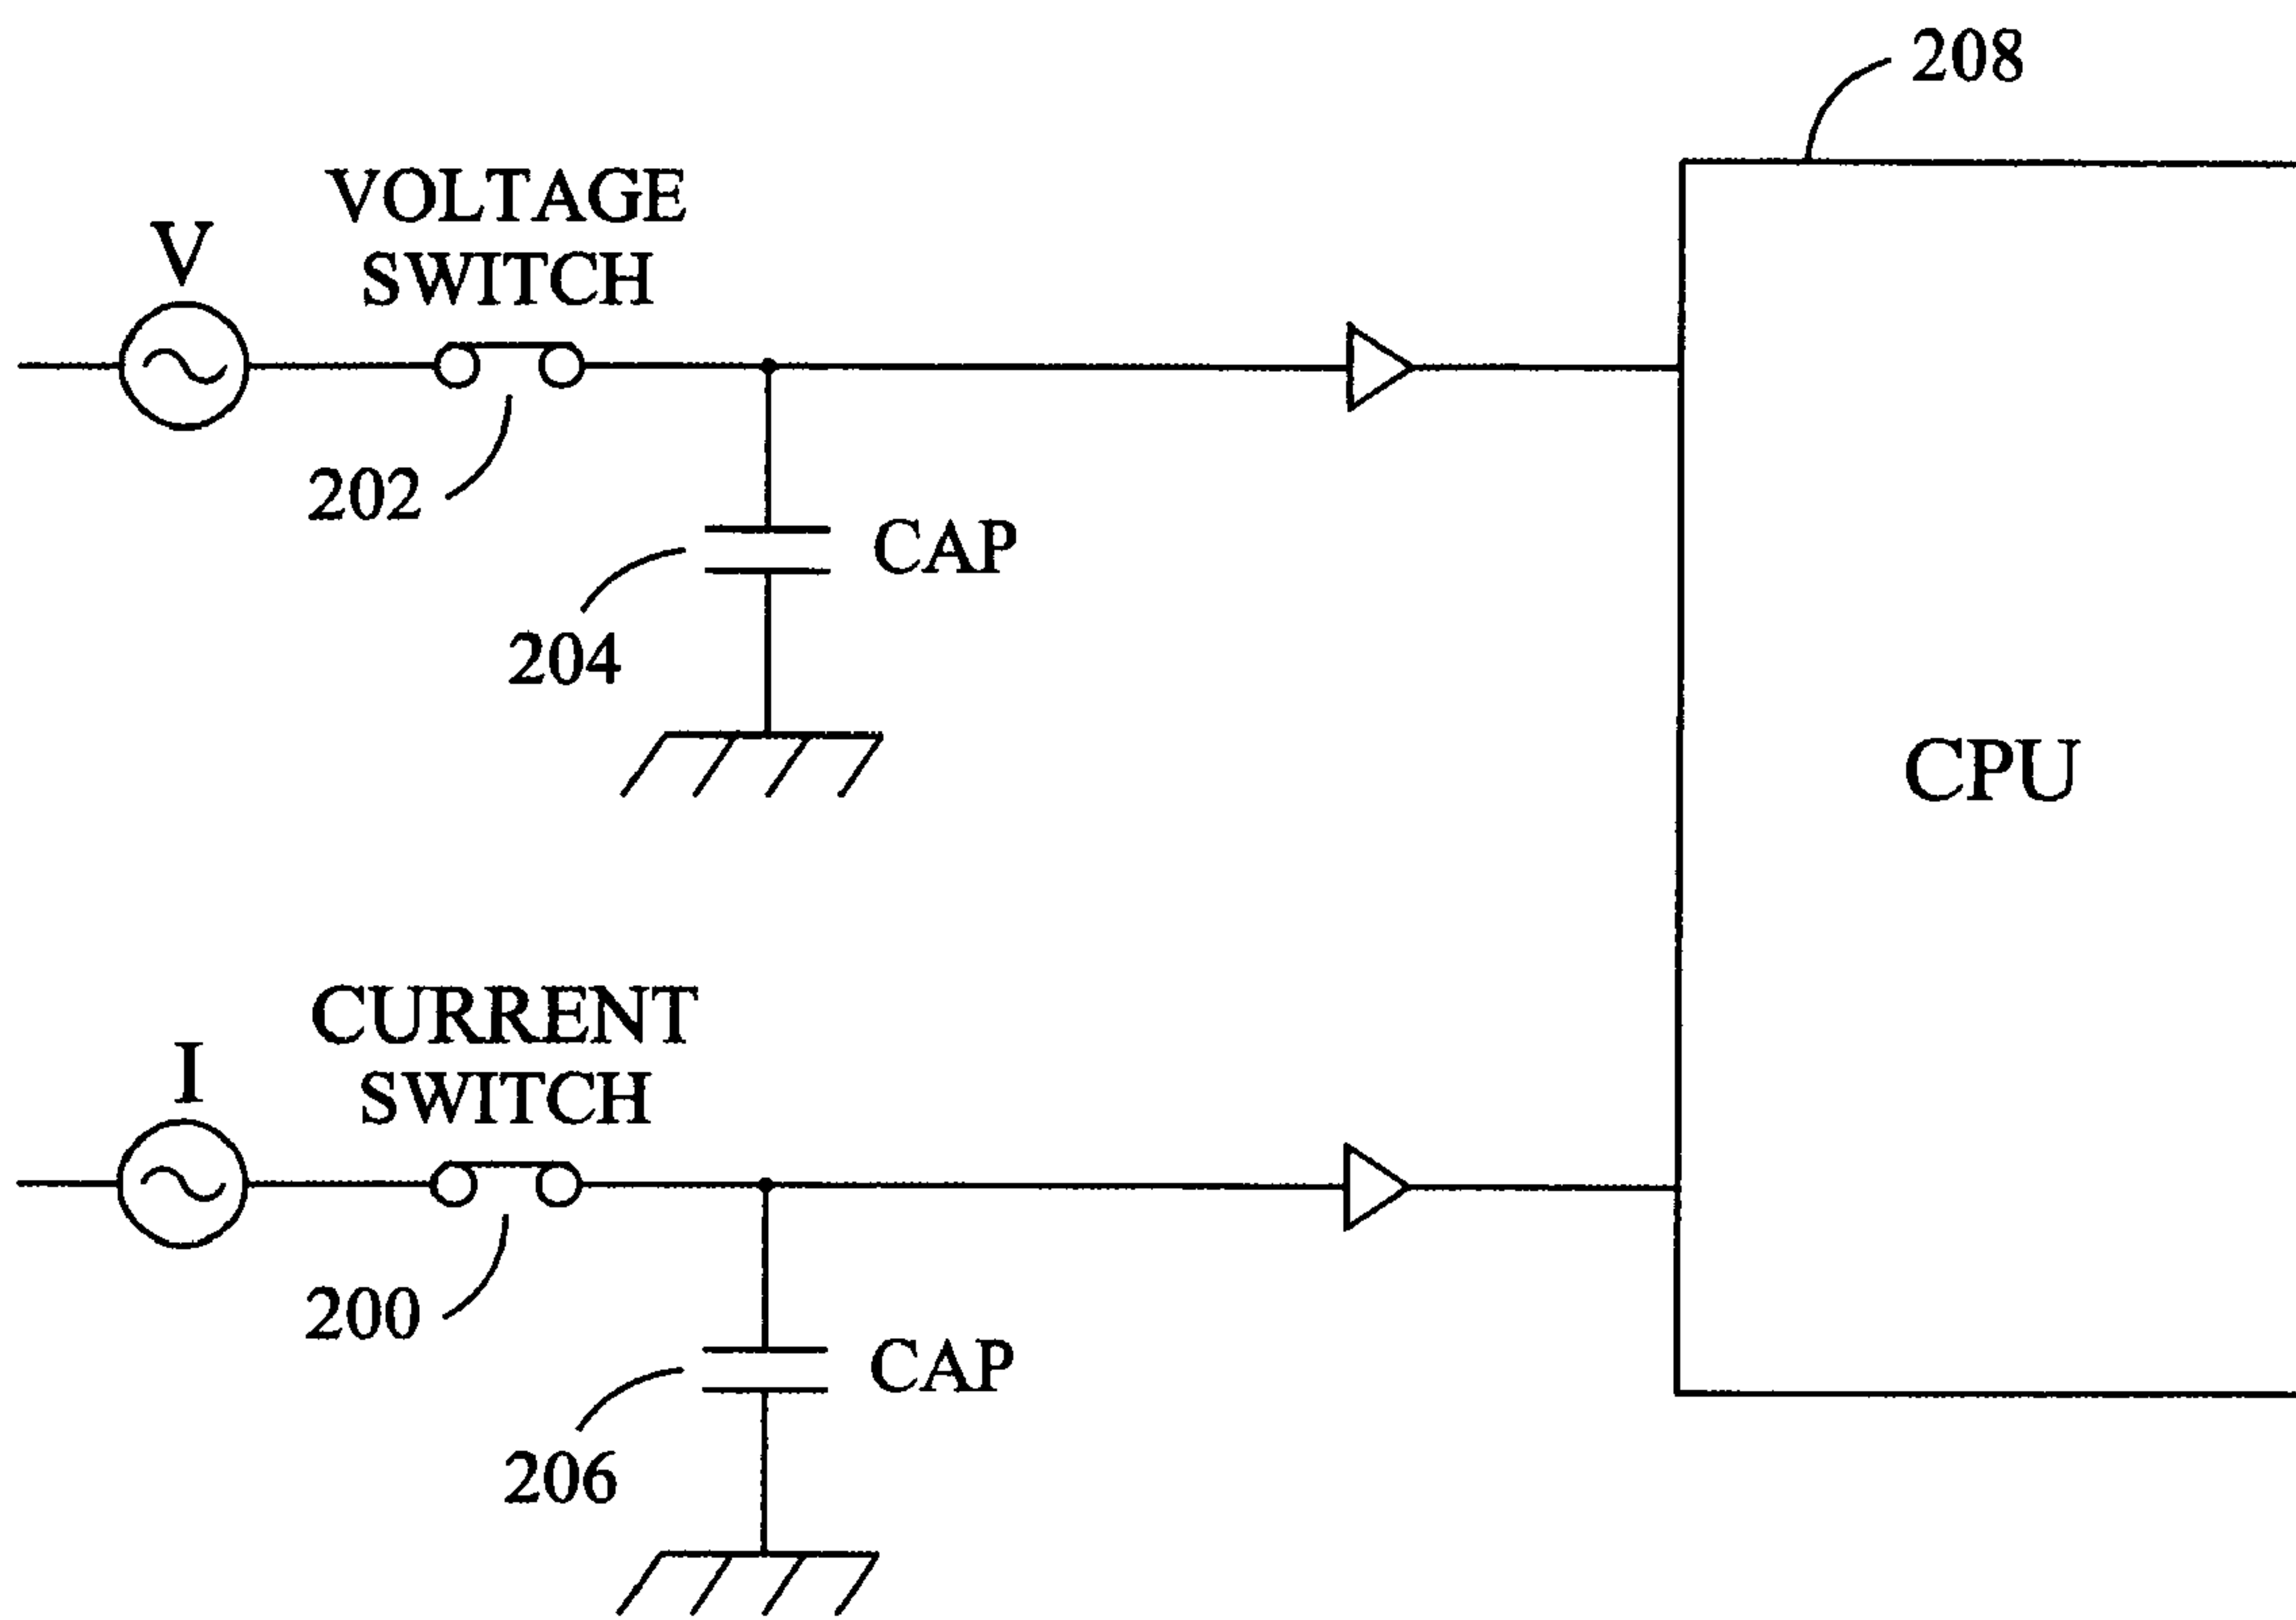 208
VOLTAGE
SWITCH
V
202
CAP
204
CPU
CURRENT
SWITCH
I
200
CAP
206